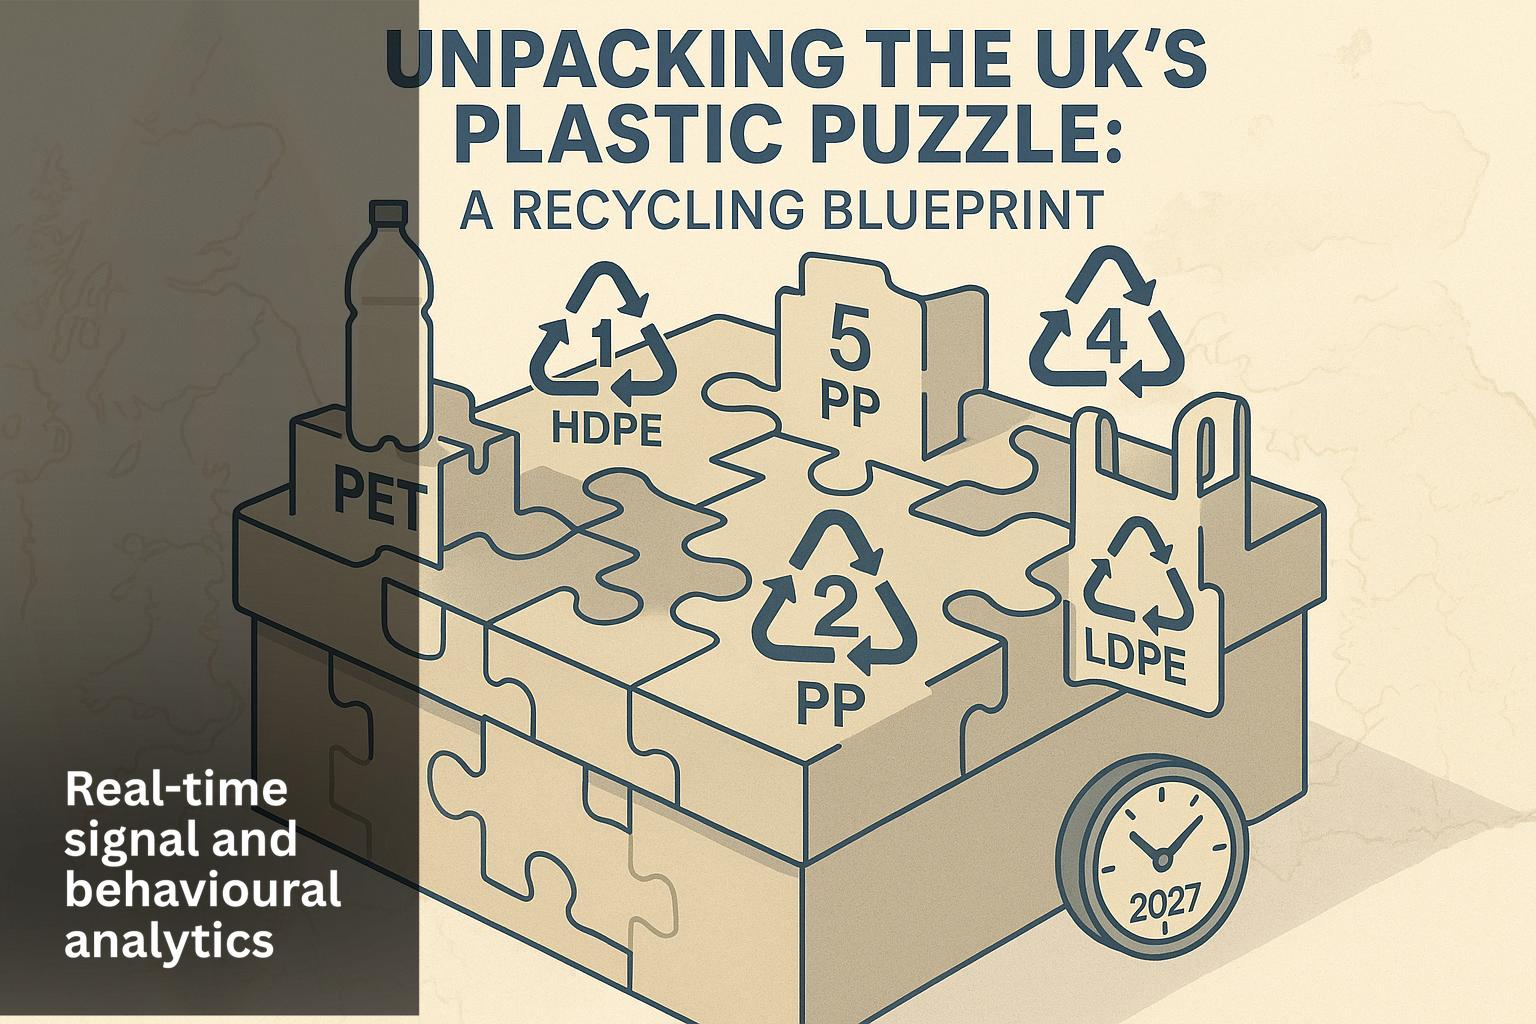 UNPACKING THE UK'S
PLASTIC PUZZLE:
A RECYCLING BLUEPRINT
1
HDPE
5
PP
4
PET
2
PP
LDPE
2027
Real-time
signal and
behavioural
analytics